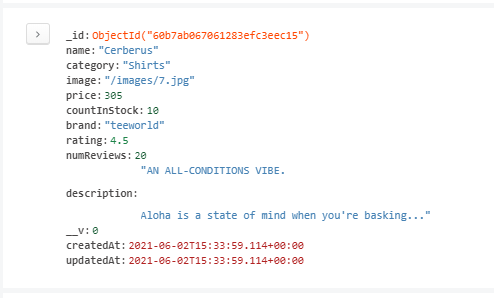 _id: ObjectId("60b7ab067061283efc3eec15")
name: "Cerberus"
category: "Shirts"
image: "/images/7.jpg"
price: 305
countInStock: 10
brand: "teeworld"
rating: 4.5
numReviews: 20
"AN ALL-CONDITIONS VIBE.
description:
Aloha is a state of mind when you're basking..."
__v: 0
createdAt: 2021-06-02T15:33:59.114+00:00
updatedAt: 2021-06-02T15:33:59.114+00:00